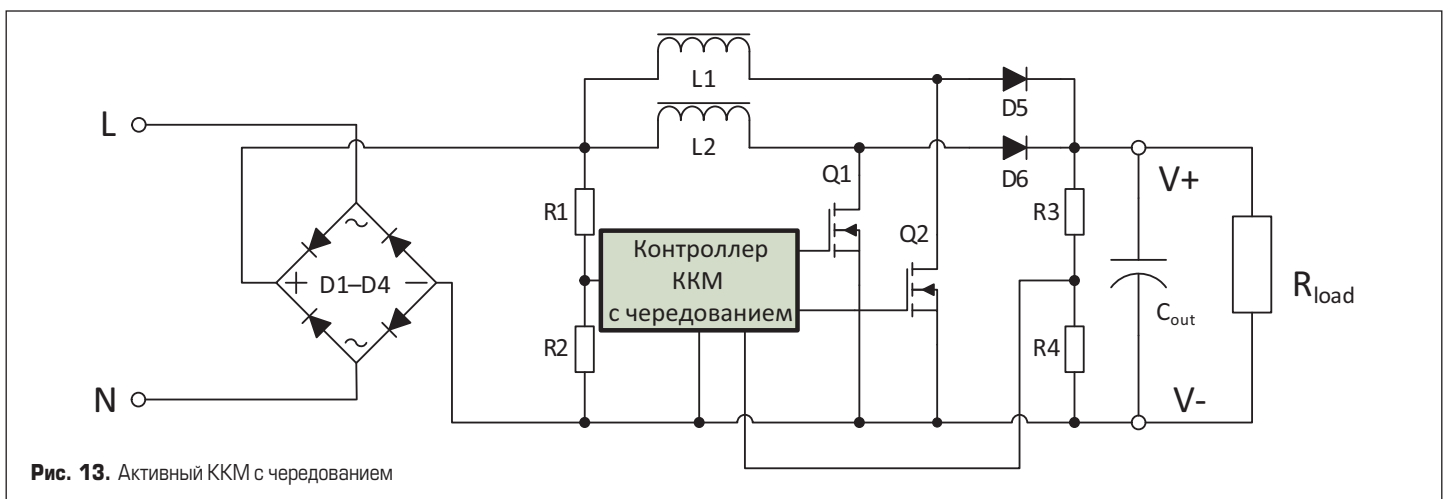 L1
L2
D5
D6
L
N
Q1
Q2
R1
R2
R3
R4
Контроллер
ККМ
с чередованием
~
+ D1–D4 –
~
V+
V-
Cout
Rload
Рис. 13. Активный ККМ с чередованием